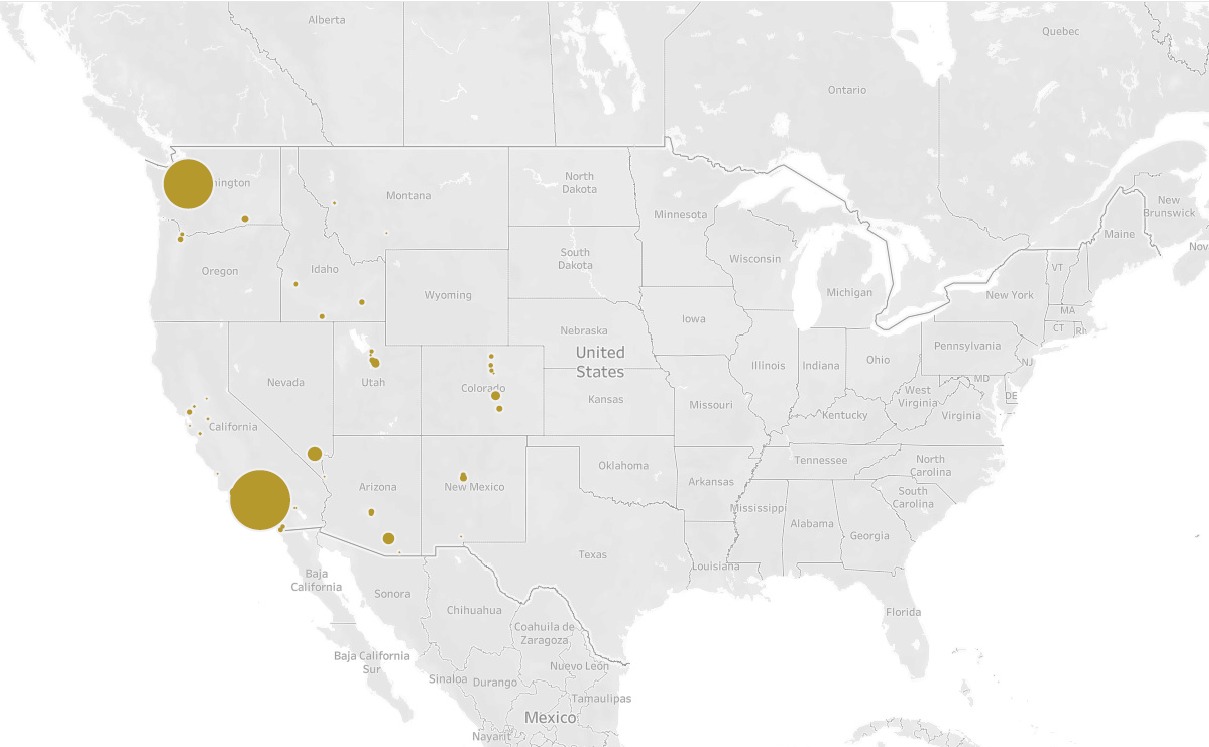 Alberta
Quebec
Ontario
ington
Montana
North
Dakota
Minnesota
New
Brunswick
Maine
Nov
Oregon
Idaho
South
Dakota
Wisconsin
Michigan
VT
New York
Wyoming
Iowa
MA
CT
Nebraska
United
States
Illinois
Indiana
Ohio
Pennsylvania
NJ
Nevada
Utah
Colorado
Kansas
Missouri
Kentucky
West
Virginia
MD
DE
Virginia
California
Oklahoma
Tennessee
North
Carolina
Arizona
New Mexico
Arkansas
South
Carolina
Mississippi
Alabama
Georgia
Texas
Louisiana
Baja
California
Sonora
Chihuahua
Florida
Coahuila de
Zaragoza
Baja California
Sur
Nuevo León
Sinaloa
Durango
Tamaulipas
Mexico
Nayarit